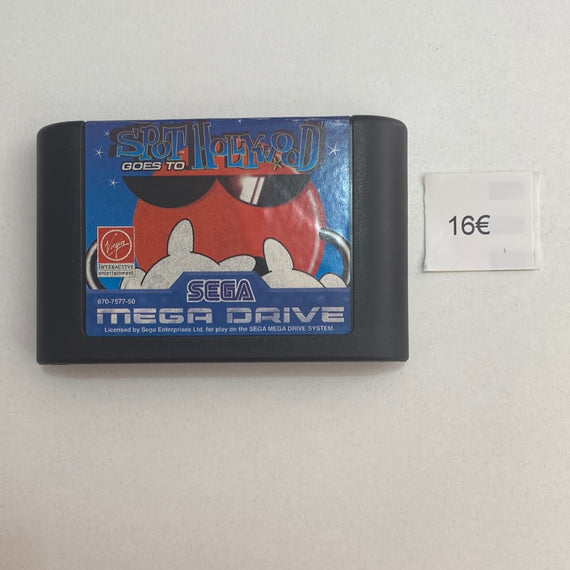 SPOT
GOES TO
HOLLYWOOD
Virgin
INTERACTIVE
entertainment
SEGA
870-7577-50
MEGA DRIVE
Licensed by Sega Enterprises Ltd. for play on the SEGA MEGA DRIVE SYSTEM.
16€